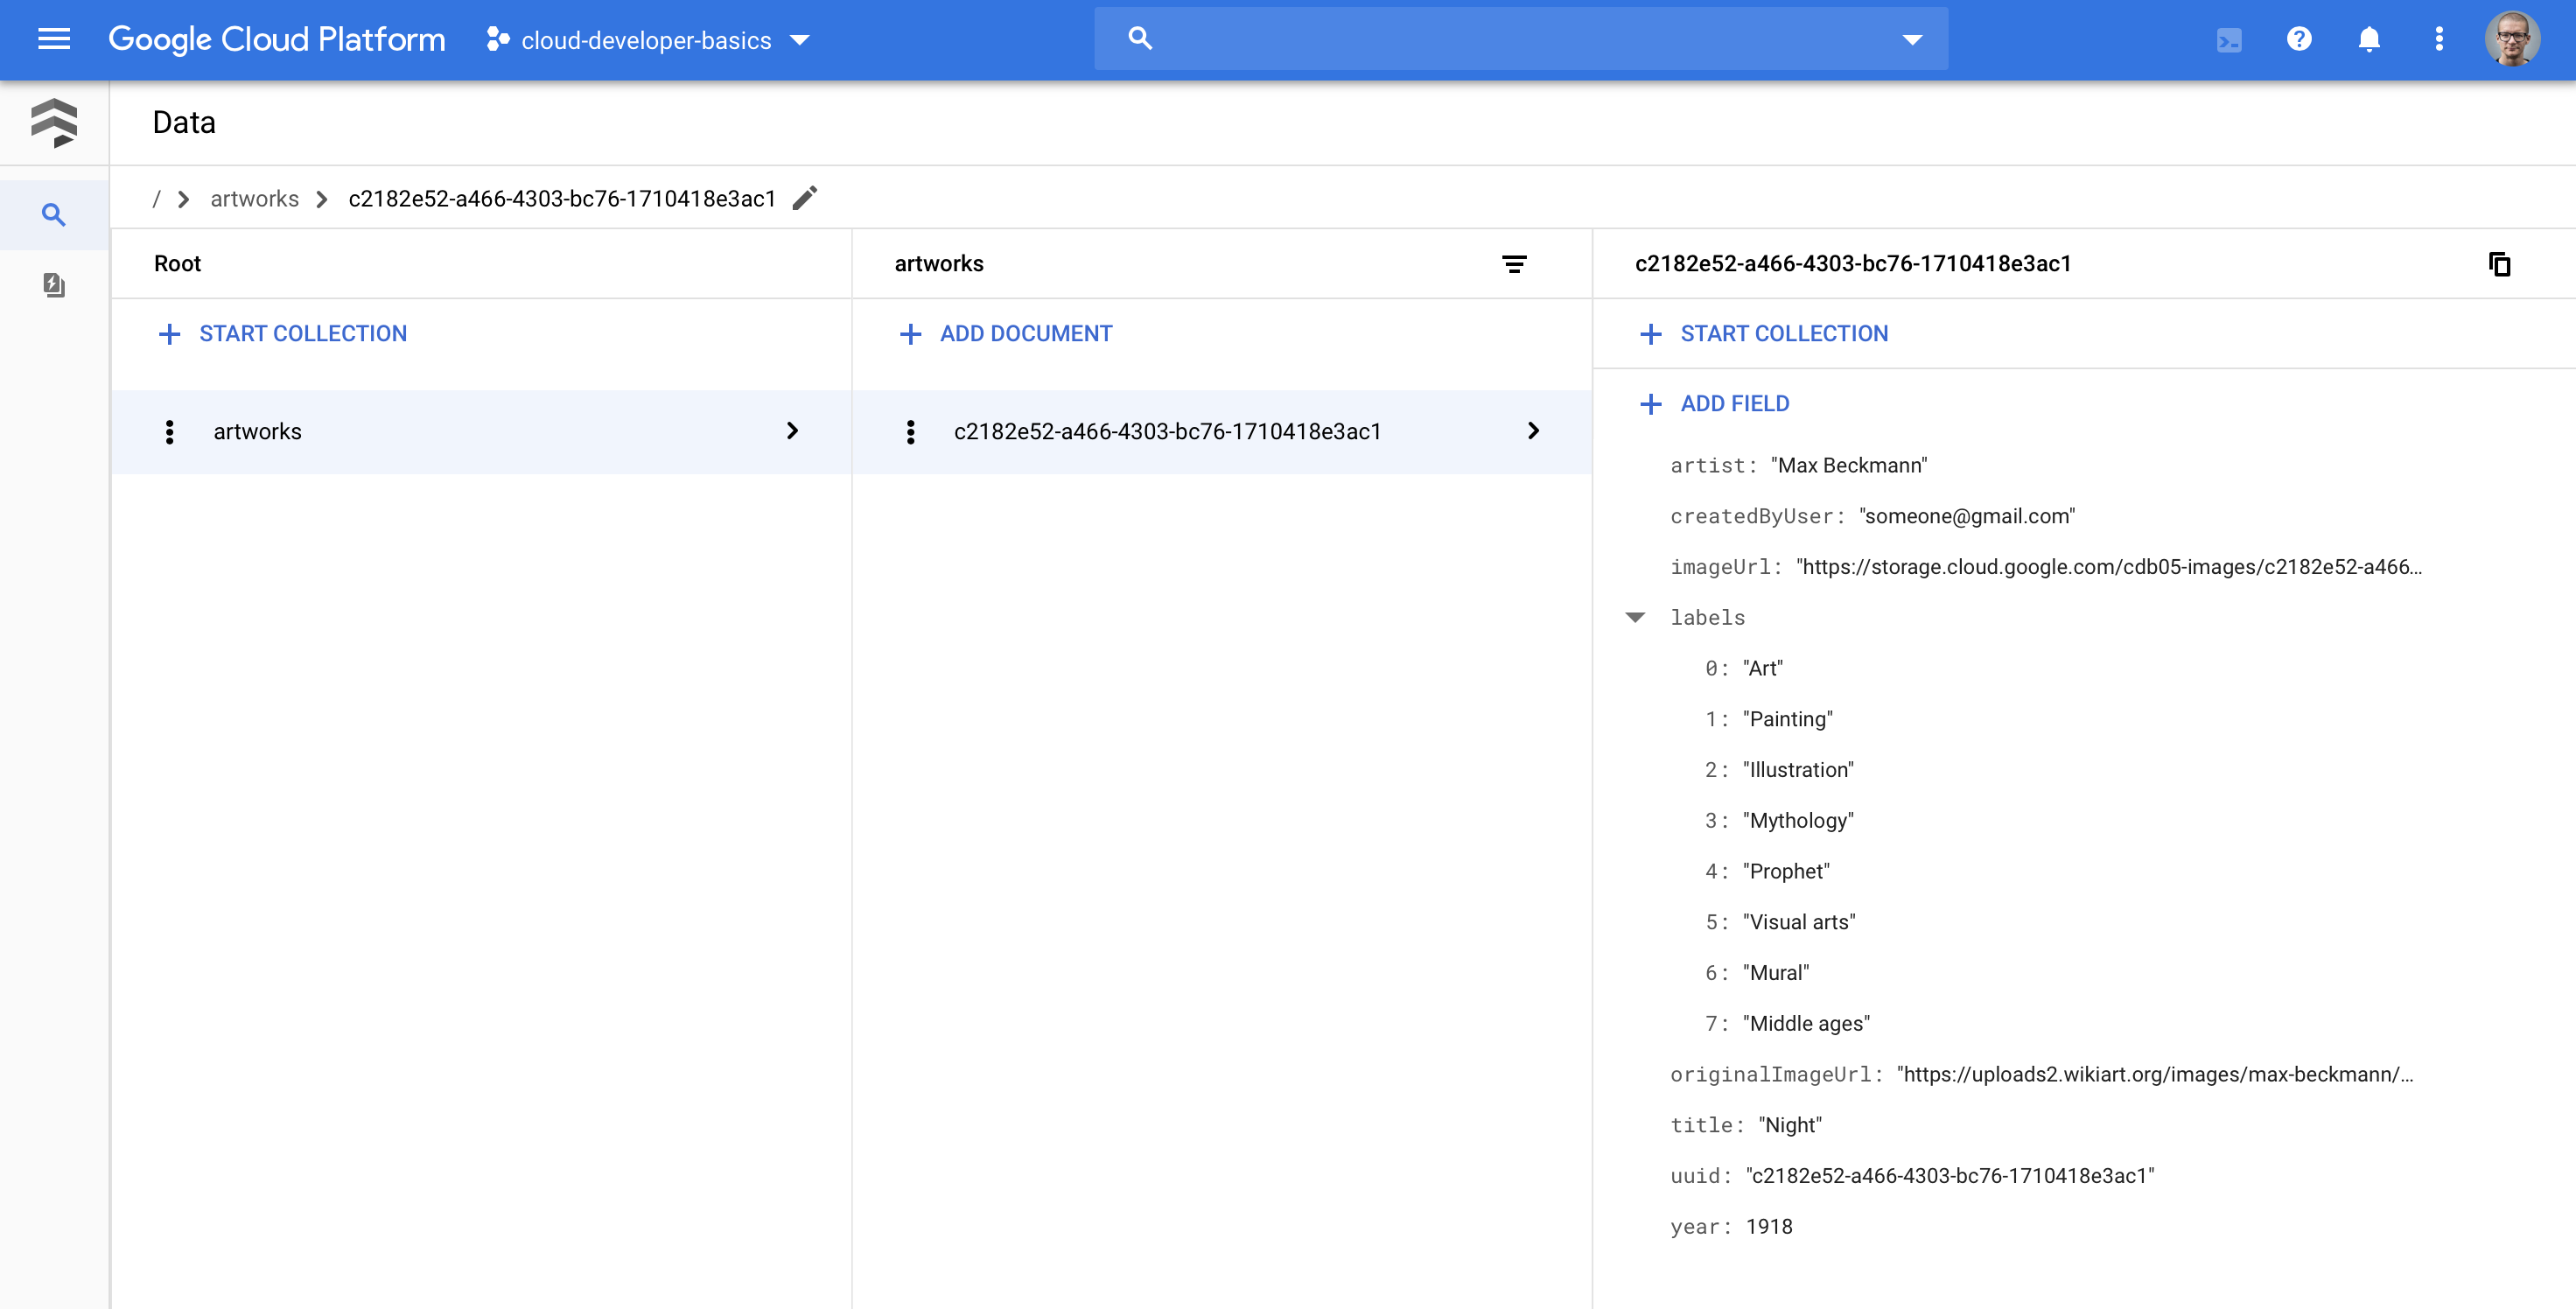 Google Cloud Platform cloud-developer-basics
Data
/ artworks c2182e52-a466-4303-bc76-1710418e3ac1
Root
START COLLECTION
artworks
artworks
ADD DOCUMENT
c2182e52-a466-4303-bc76-1710418e3ac1
c2182e52-a466-4303-bc76-1710418e3ac1
START COLLECTION
ADD FIELD
artist: "Max Beckmann"
createdByUser: "someone@gmail.com"
imageUrl: "https://storage.cloud.google.com/cdb05-images/c2182e52-a466...
labels
0: "Art"
1: "Painting"
2: "Illustration"
3: "Mythology"
4: "Prophet"
5: "Visual arts"
6: "Mural"
7: "Middle ages"
originalImageUrl: "https://uploads2.wikiart.org/images/max-beckmann/...
title: "Night"
uuid: "c2182e52-a466-4303-bc76-1710418e3ac1"
year: 1918